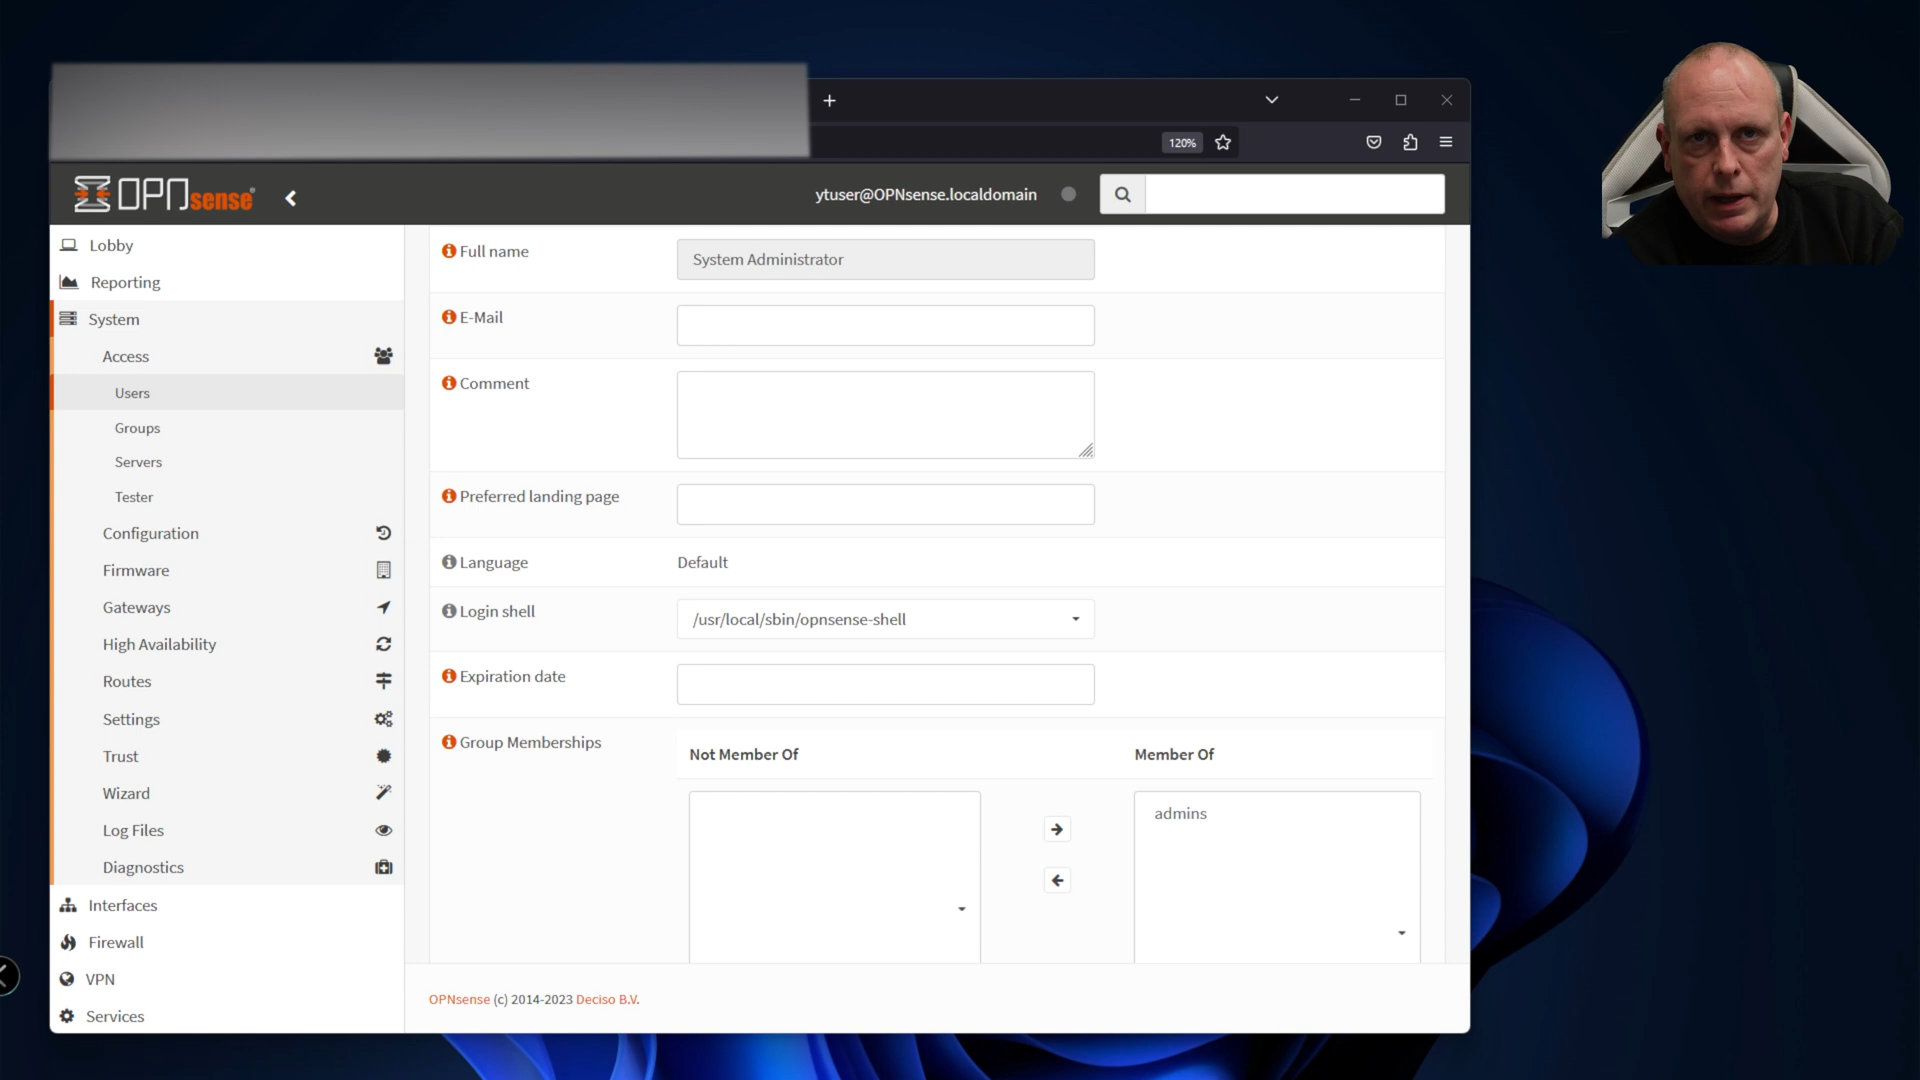 120%
OPNsense
ytuser@OPNsense.localdomain
Lobby
Reporting
System
Access
Users
Groups
Servers
Tester
Configuration
Firmware
Gateways
High Availability
Routes
Settings
Trust
Wizard
Log Files
Diagnostics
Interfaces
Firewall
VPN
Services
Full name
System Administrator
E-Mail
Comment
Preferred landing page
Language
Default
Login shell
/usr/local/sbin/opnsense-shell
Expiration date
Group Memberships
Not Member Of
Member Of
admins
OPNsense (c) 2014-2023 Deciso B.V.